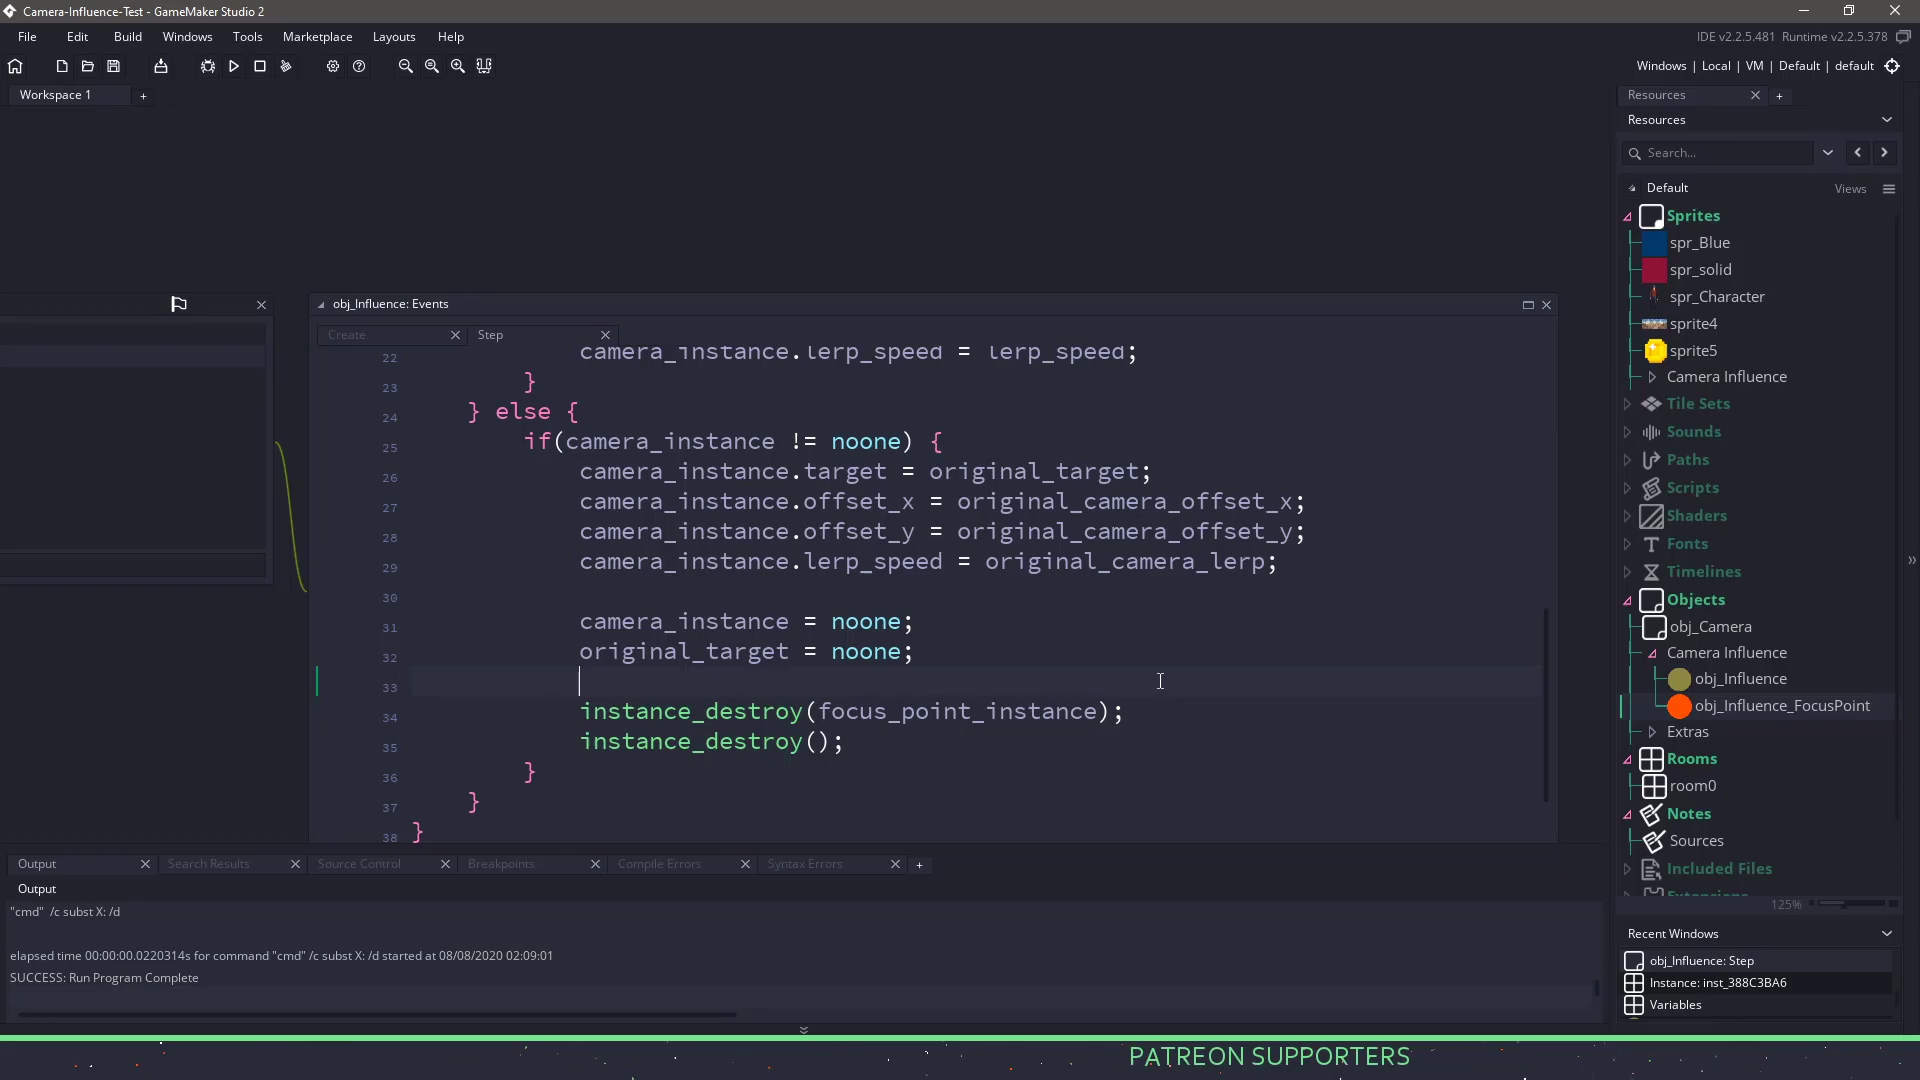 Camera-Influence-Test - GameMaker Studio 2
File Edit Build Windows Tools Marketplace Layouts Help
IDE v2.2.5.481 Runtime v2.2.5.378
Windows | Local | VM | Default | default
Workspace 1 +
Resources
Resources
Search...
Default
Views
Sprites
spr_Blue
spr_solid
spr_Character
sprite4
sprite5
Camera Influence
Tile Sets
Sounds
Paths
Scripts
Shaders
Fonts
Timelines
Objects
obj_Camera
Camera Influence
obj_Influence
obj_Influence_FocusPoint
Extras
Rooms
room0
Notes
Sources
Included Files
Extensions
125%
Recent Windows
obj_Influence: Step
Instance: inst_388C3BA6
Variables
obj_Influence: Events
Create Step
22 camera_instance.lerp_speed = lerp_speed;
23 }
24 } else {
25 if(camera_instance != noone) {
26 camera_instance.target = original_target;
27 camera_instance.offset_x = original_camera_offset_x;
28 camera_instance.offset_y = original_camera_offset_y;
29 camera_instance.lerp_speed = original_camera_lerp;
30
31 camera_instance = noone;
32 original_target = noone;
33
34 instance_destroy(focus_point_instance);
35 instance_destroy();
36 }
37 }
38 }
Output Search Results Source Control Breakpoints Compile Errors Syntax Errors +
Output
"cmd" /c subst X: /d
elapsed time 00:00:00.0220314s for command "cmd" /c subst X: /d started at 08/08/2020 02:09:01
SUCCESS: Run Program Complete
PATREON SUPPORTERS